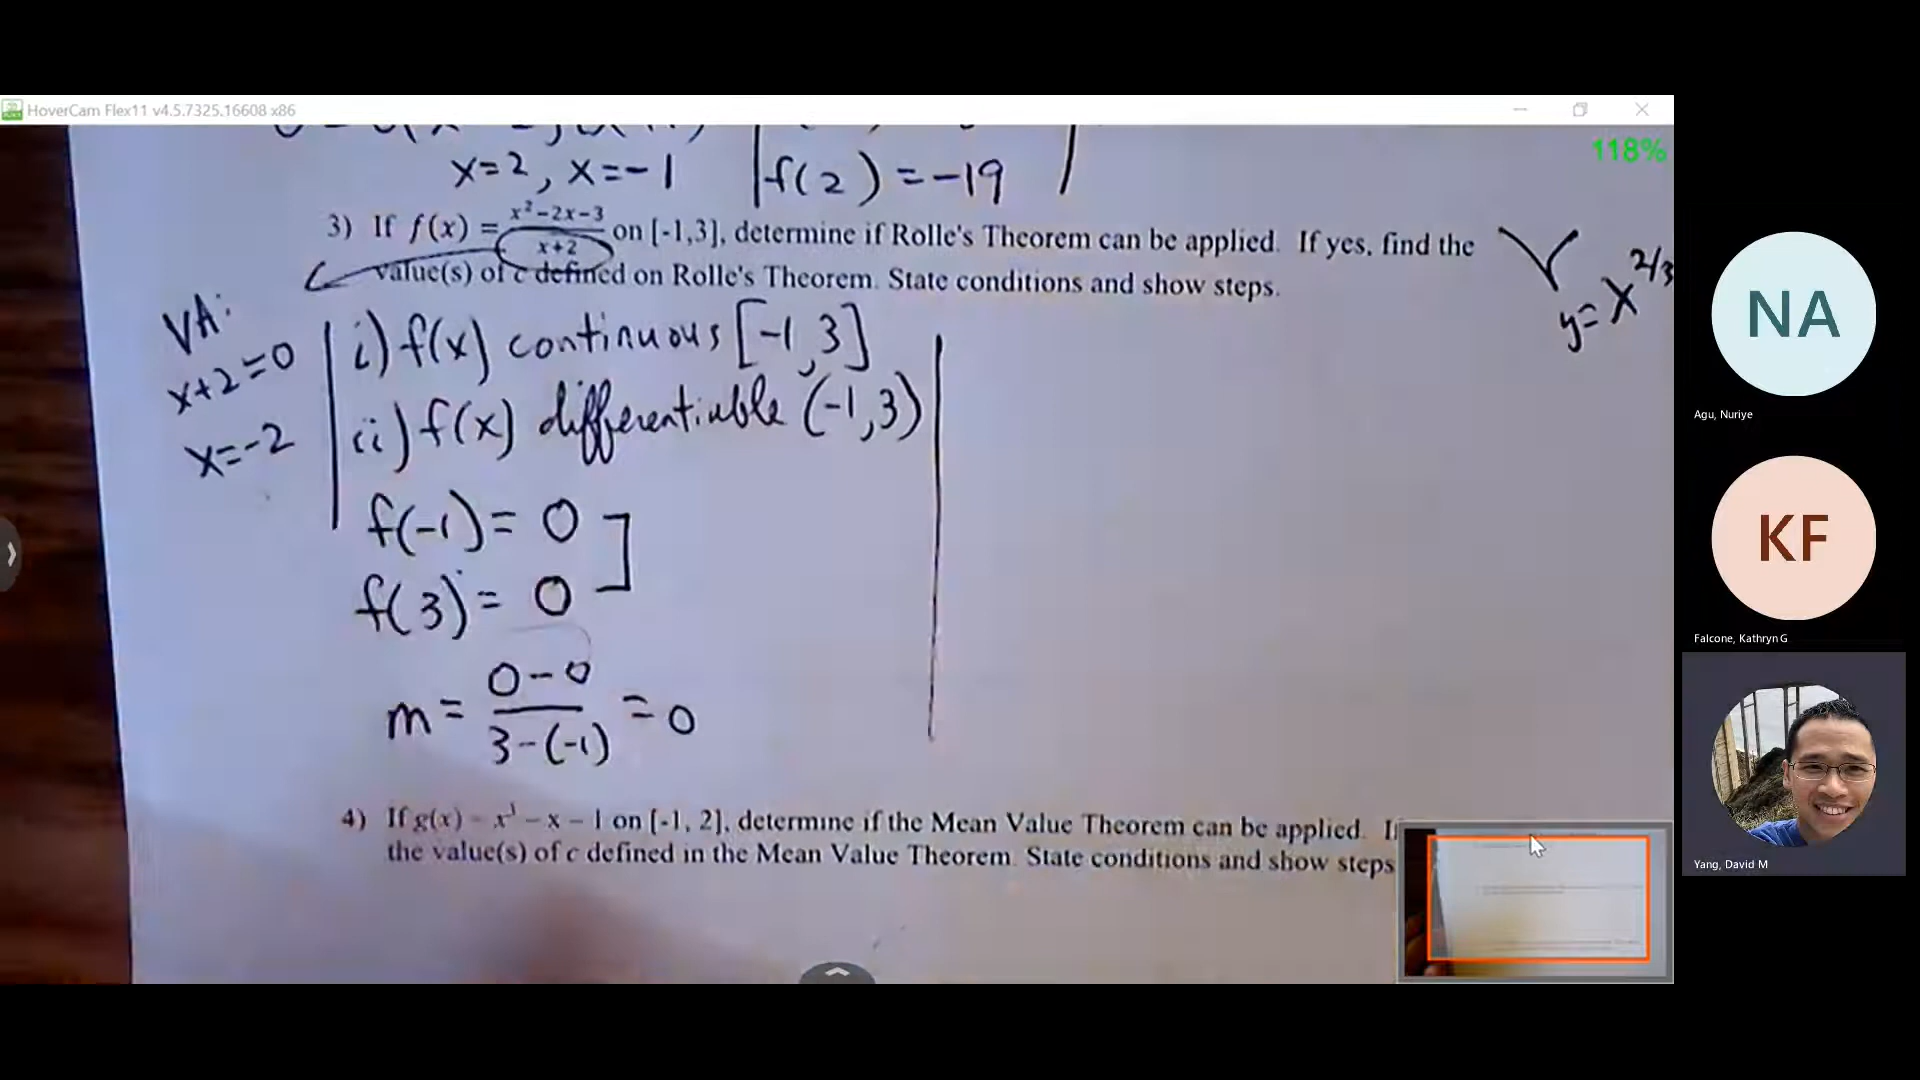 HoverCam Flex11 v4.5.7325.16608 x86
118%
x=2, x=-1
f(2)=-19
3) If f(x) = x²-2x-3 / x+2 on [-1,3], determine if Rolle's Theorem can be applied. If yes, find the
value(s) of c defined on Rolle's Theorem. State conditions and show steps.
y=x^2/3
VA:
x+2=0
x=-2
i) f(x) continuous [-1,3]
ii) f(x) differentiable (-1,3)
f(-1)= 0
f(3)= 0
m= 0-0 / 3-(-1) =0
4) If g(x) - x³ - x - 1 on [-1, 2], determine if the Mean Value Theorem can be applied.
the value(s) of c defined in the Mean Value Theorem. State conditions and show steps
NA
Agu, Nuriye
KF
Falcone, Kathryn G
Yang, David M